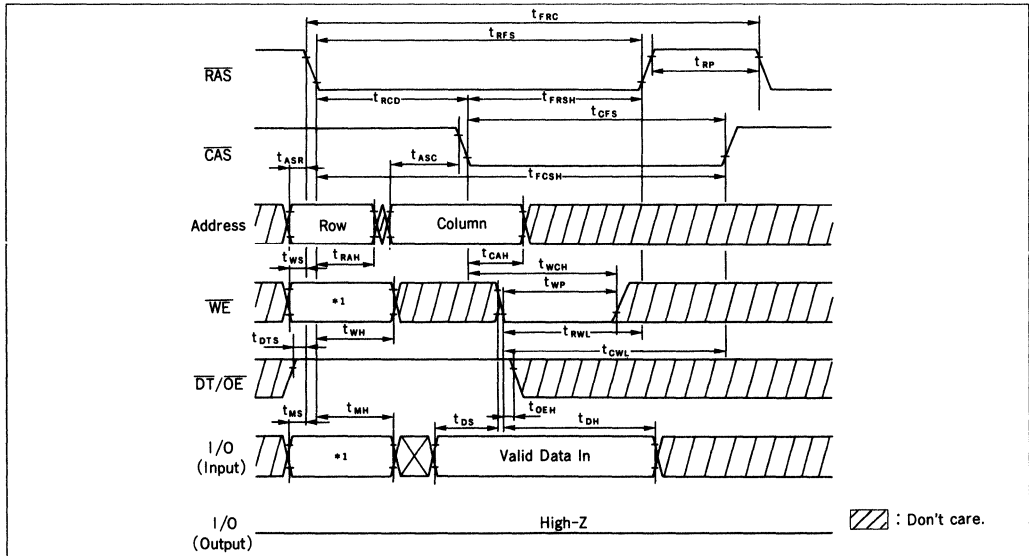 tFRC
tRFS
RAS
tRP
tRCD
tFRSH
tCFS
CAS
tASR
tASC
tFCSH
Address
Row
Column
tWS
tRAH
tCAH
tWCH
tWP
WE
*1
tWH
tRWL
tDTS
tCWL
DT/OE
tMS
tMH
tOEH
tDS
tDH
I/O
(Input)
*1
Valid Data In
I/O
(Output)
High-Z
: Don't care.